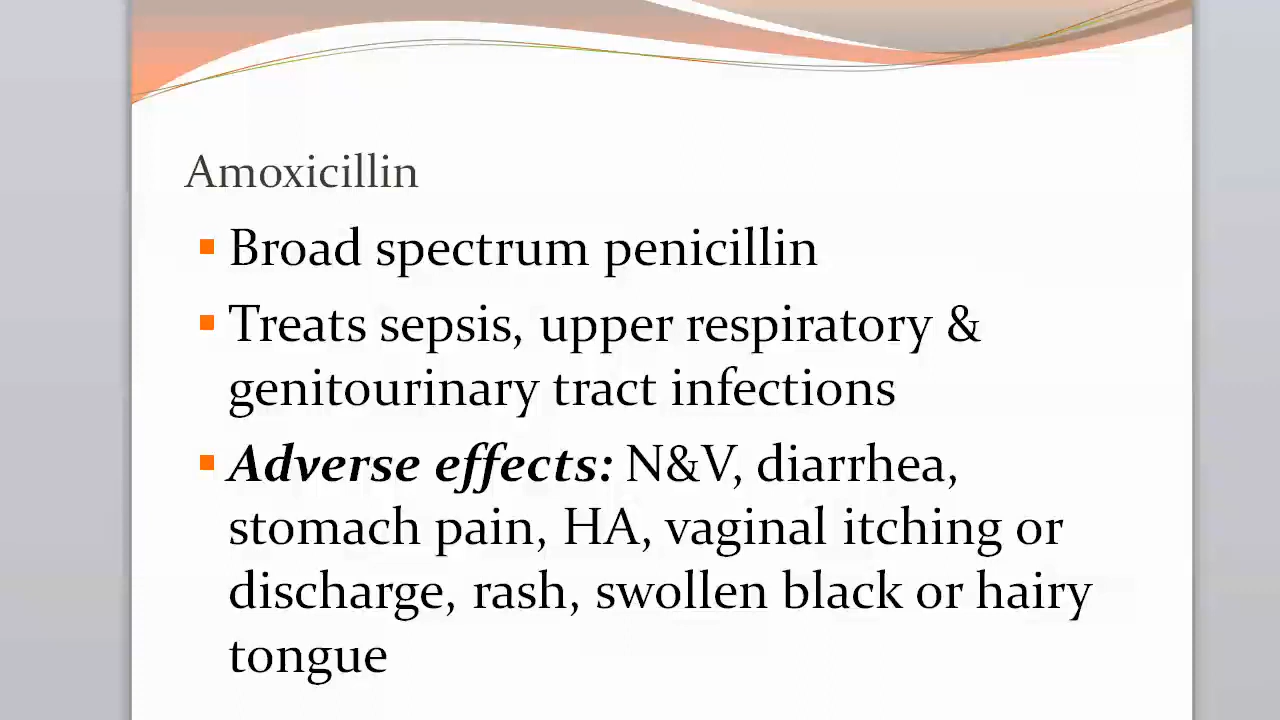 Amoxicillin
Broad spectrum penicillin
Treats sepsis, upper respiratory &
genitourinary tract infections
Adverse effects: N&V, diarrhea,
stomach pain, HA, vaginal itching or
discharge, rash, swollen black or hairy
tongue